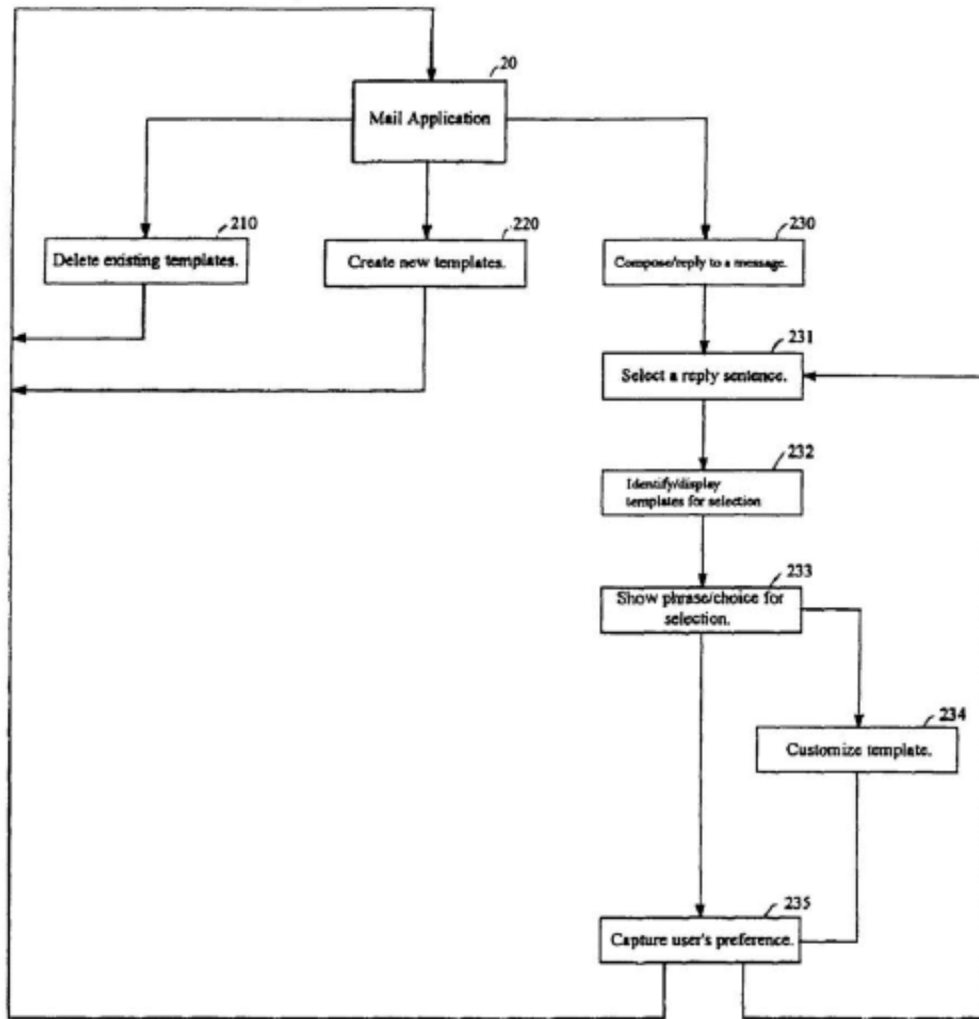 20
Mail Application
210
Delete existing templates.
220
Create new templates.
230
Compose/reply to a message.
231
Select a reply sentence.
232
Identify/display
templates for selection
233
Show phrase/choice for
selection.
234
Customize template.
235
Capture user's preference.